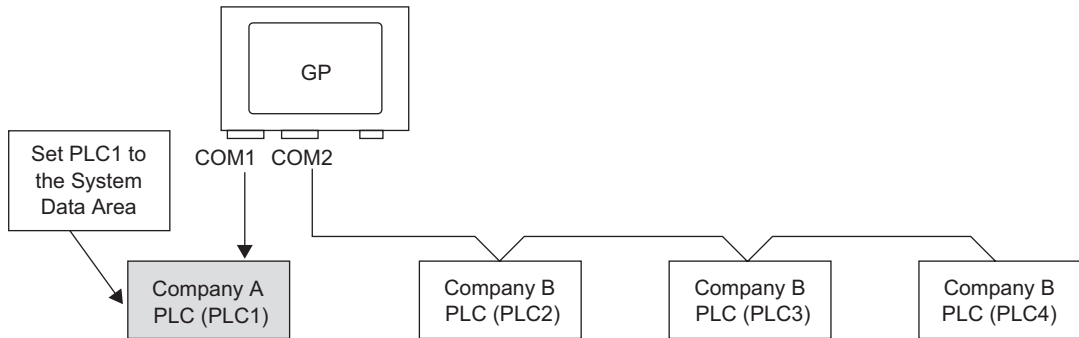 GP
COM1 COM2
Set PLC1 to
the System
Data Area
Company A
PLC (PLC1)
Company B
PLC (PLC2)
Company B
PLC (PLC3)
Company B
PLC (PLC4)